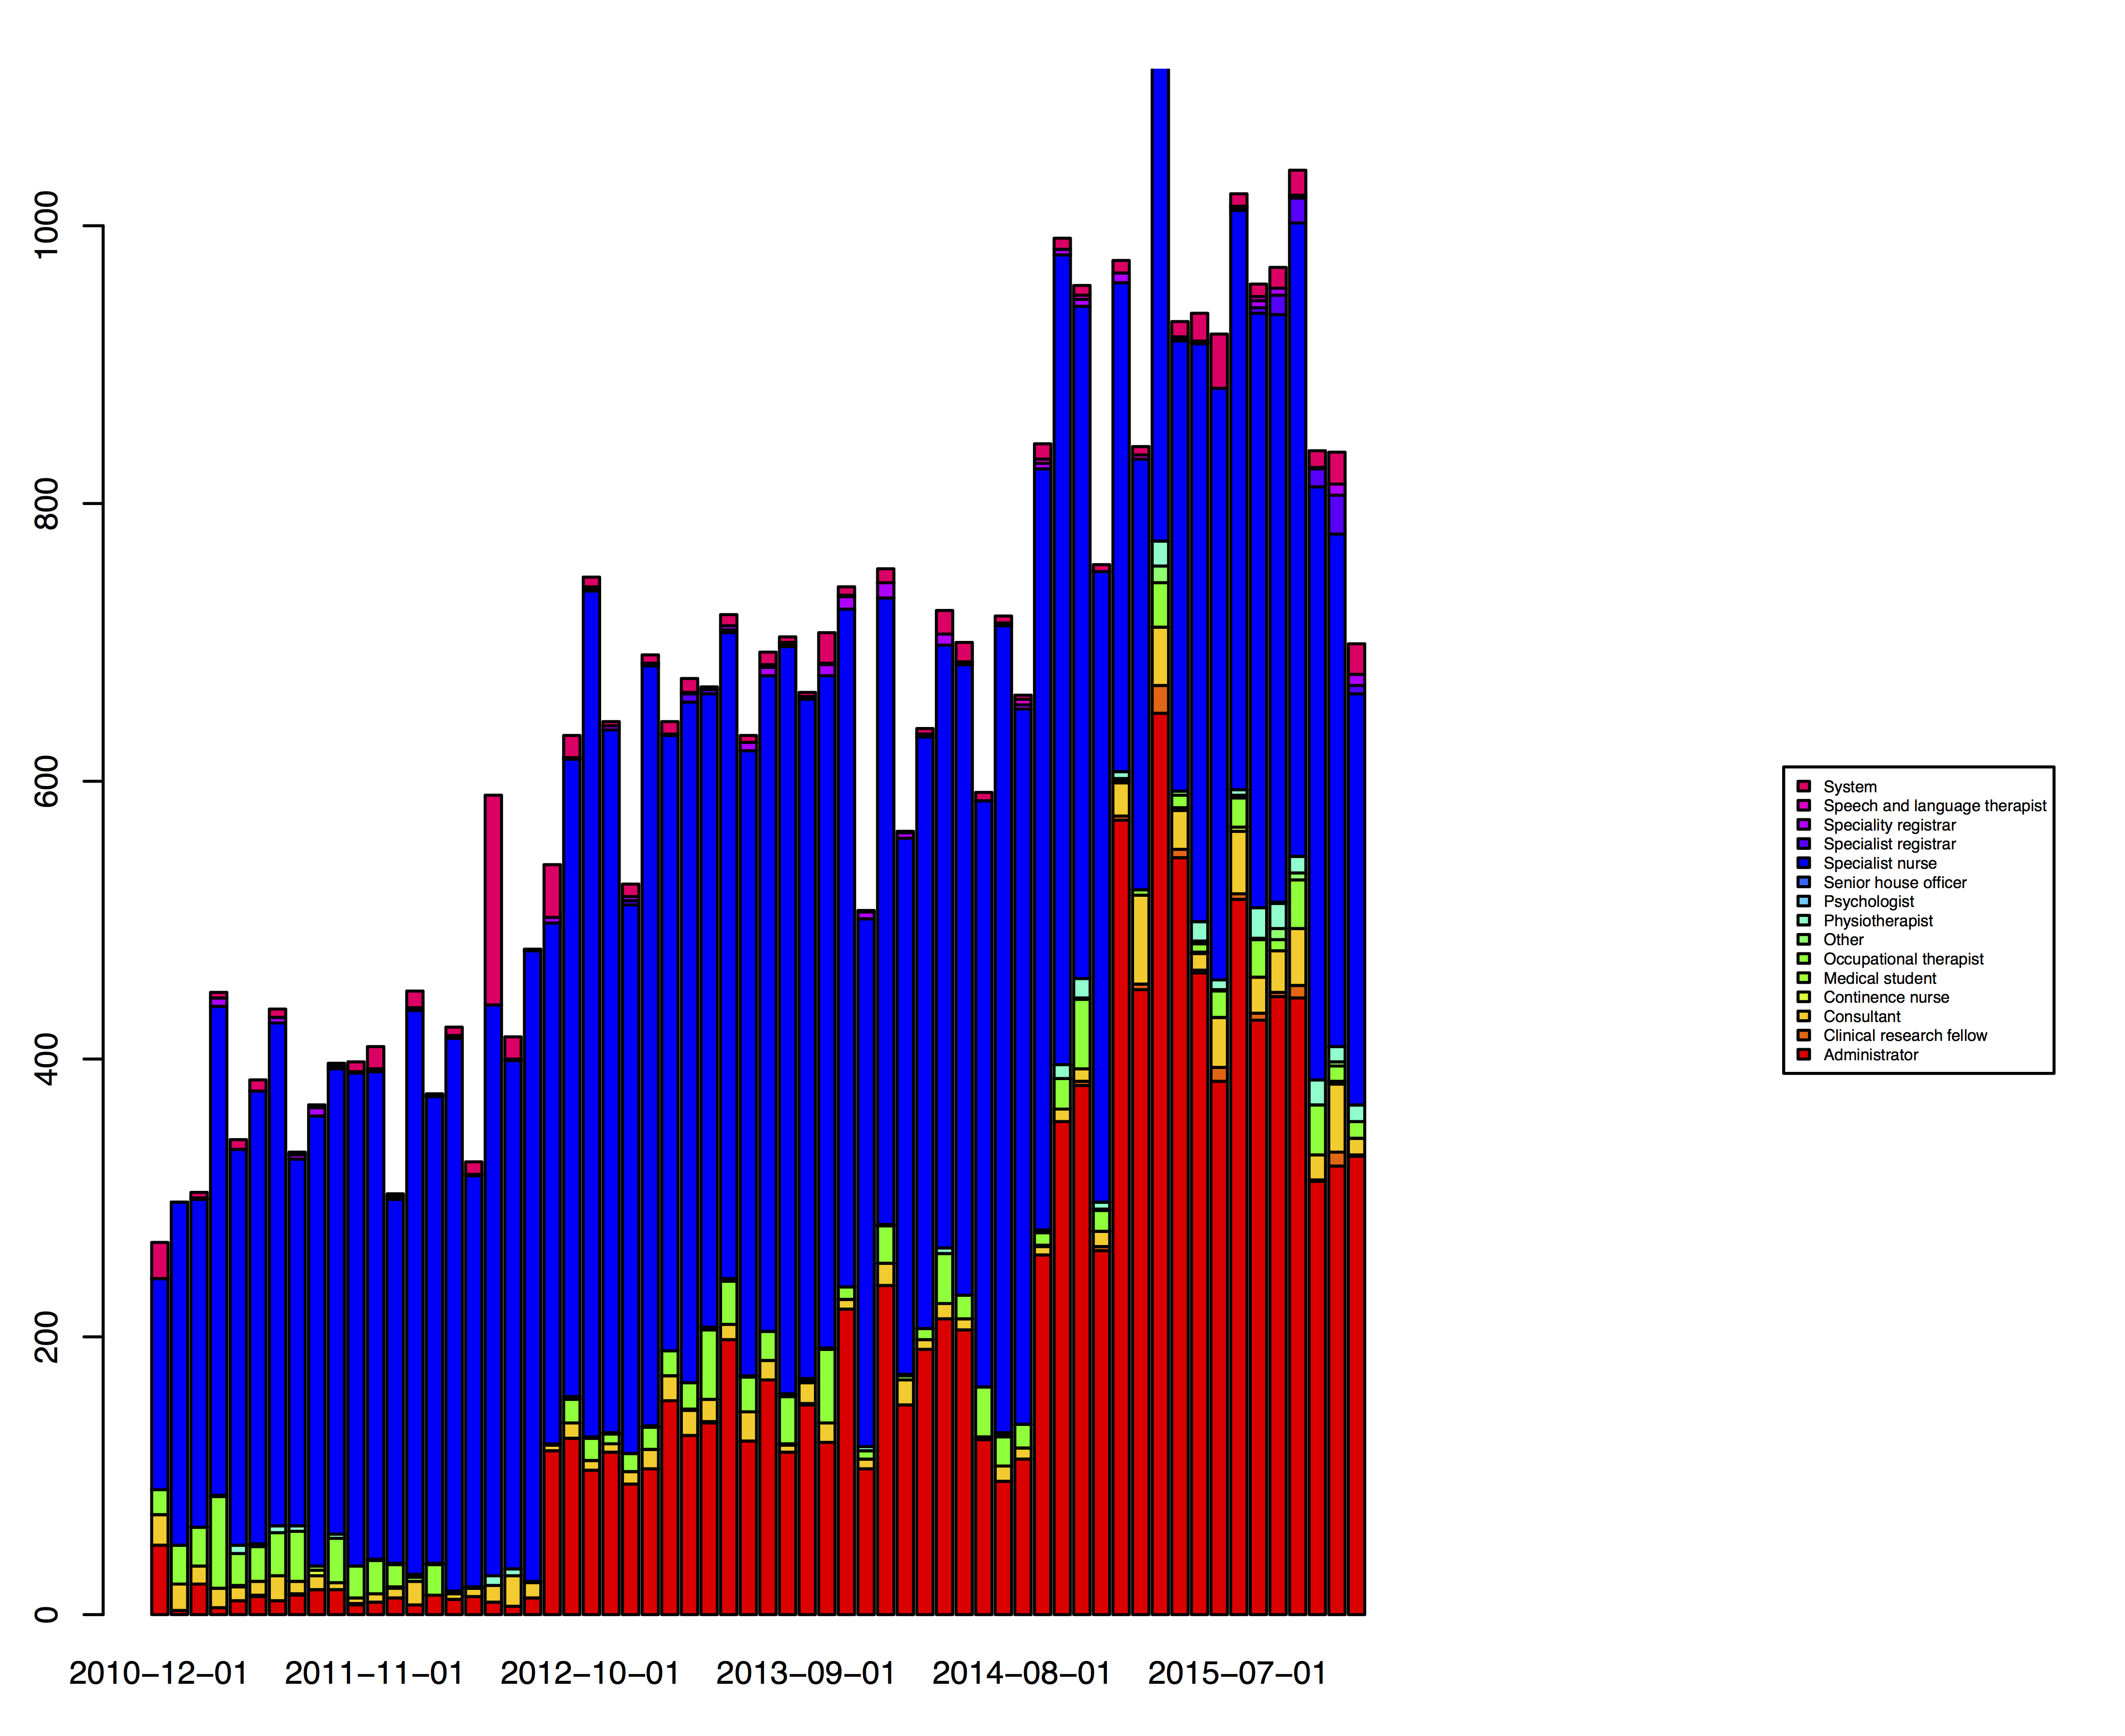 1000
800
600
400
200
0
2010−12−01 2011−11−01 2012−10−01 2013−09−01 2014−08−01 2015−07−01
System
Speech and language therapist
Speciality registrar
Specialist registrar
Specialist nurse
Senior house officer
Psychologist
Physiotherapist
Other
Occupational therapist
Medical student
Continence nurse
Consultant
Clinical research fellow
Administrator